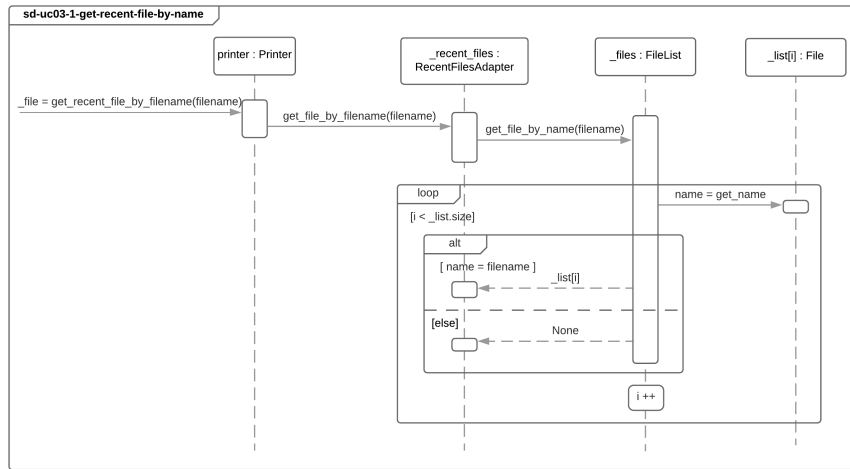 sd-uc03-1-get-recent-file-by-name
printer : Printer
_recent_files :
RecentFilesAdapter
_files : FileList
_list[i] : File
_file = get_recent_file_by_filename(filename)
get_file_by_filename(filename)
get_file_by_name(filename)
loop
name = get_name
[i < _list.size]
alt
[ name = filename ]
_list[i]
[else]
None
i ++